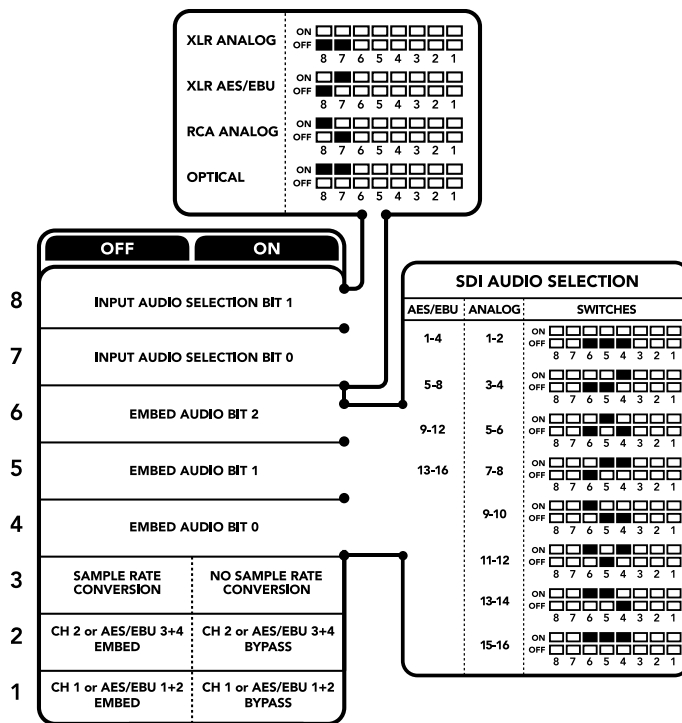 XLR ANALOG
ON
OFF
8 7 6 5 4 3 2 1
XLR AES/EBU
ON
OFF
8 7 6 5 4 3 2 1
RCA ANALOG
ON
OFF
8 7 6 5 4 3 2 1
OPTICAL
ON
OFF
8 7 6 5 4 3 2 1
OFF ON
8 INPUT AUDIO SELECTION BIT 1
7 INPUT AUDIO SELECTION BIT 0
6 EMBED AUDIO BIT 2
5 EMBED AUDIO BIT 1
4 EMBED AUDIO BIT 0
3
SAMPLE RATE
CONVERSION
NO SAMPLE RATE
CONVERSION
2
CH 2 or AES/EBU 3+4
EMBED
CH 2 or AES/EBU 3+4
BYPASS
1
CH 1 or AES/EBU 1+2
EMBED
CH 1 or AES/EBU 1+2
BYPASS
SDI AUDIO SELECTION
AES/EBU ANALOG SWITCHES
1-4 1-2
ON
OFF
8 7 6 5 4 3 2 1
5-8 3-4
ON
OFF
8 7 6 5 4 3 2 1
9-12 5-6
ON
OFF
8 7 6 5 4 3 2 1
13-16 7-8
ON
OFF
8 7 6 5 4 3 2 1
9-10
ON
OFF
8 7 6 5 4 3 2 1
11-12
ON
OFF
8 7 6 5 4 3 2 1
13-14
ON
OFF
8 7 6 5 4 3 2 1
15-16
ON
OFF
8 7 6 5 4 3 2 1